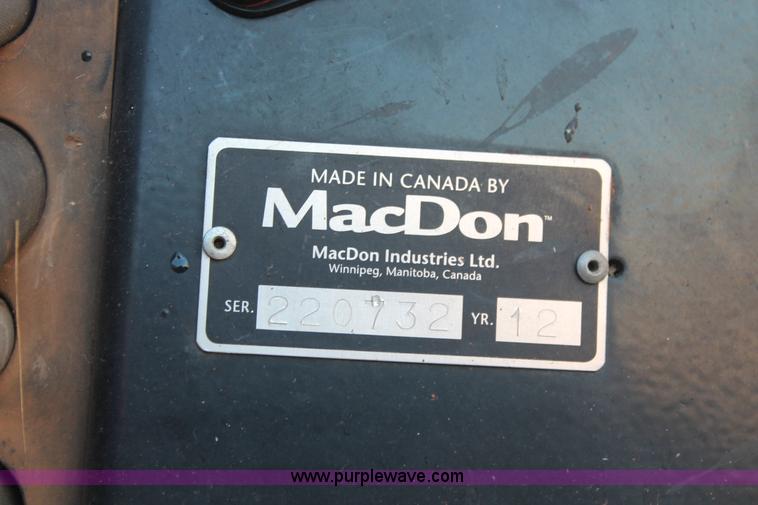 MADE IN CANADA BY
MacDon™
MacDon Industries Ltd.
Winnipeg, Manitoba, Canada
SER. 220732 YR. 12
www.purplewave.com